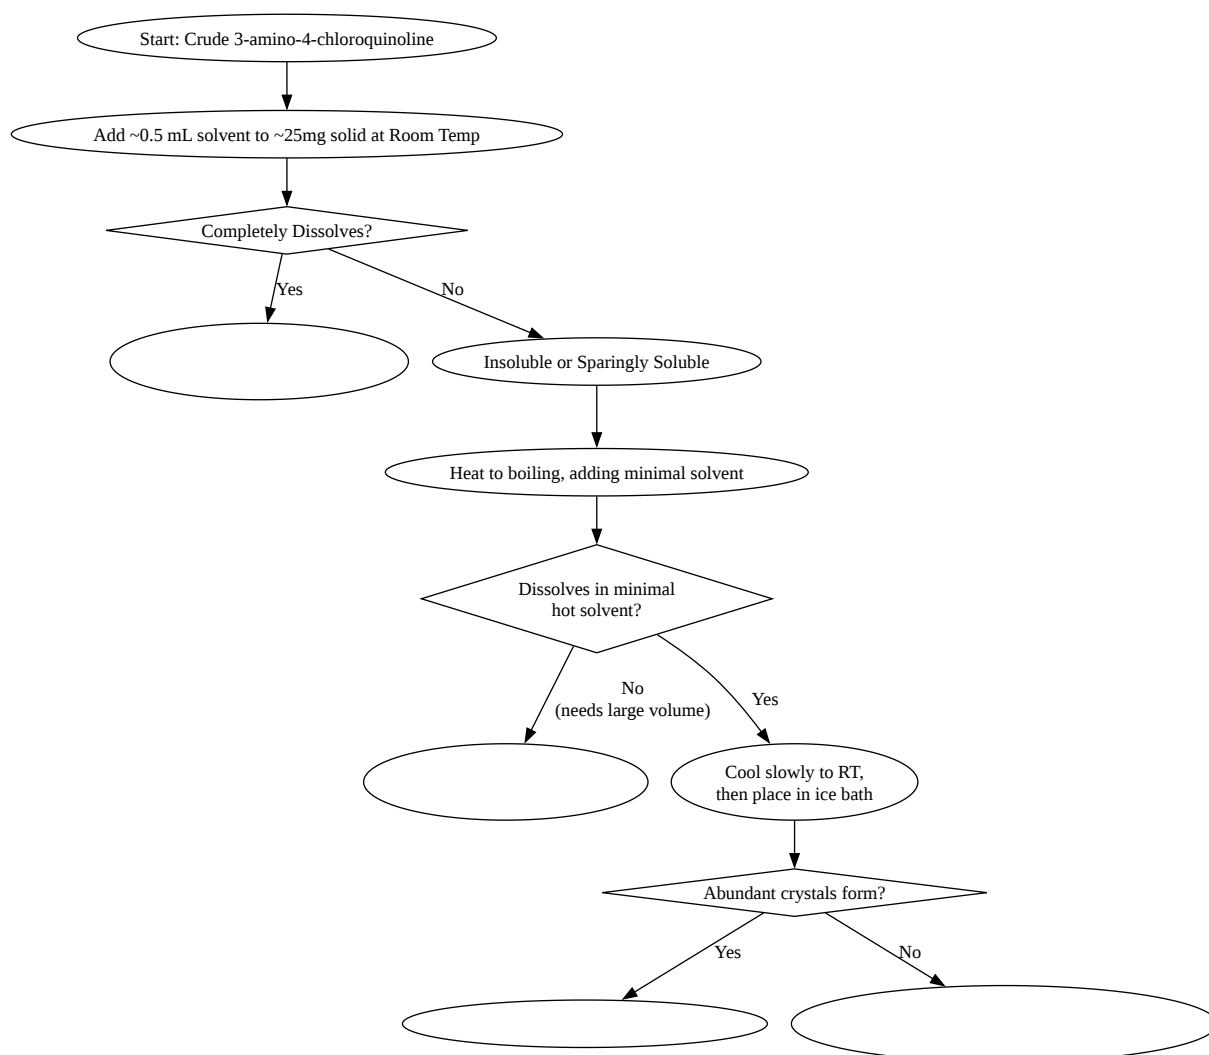 Start: Crude 3-amino-4-chloroquinoline
Add ~0.5 mL solvent to ~25mg solid at Room Temp
Completely Dissolves?
Yes
No
Insoluble or Sparingly Soluble
Heat to boiling, adding minimal solvent
Dissolves in minimal
hot solvent?
No
(needs large volume)
Yes
Cool slowly to RT,
then place in ice bath
Abundant crystals form?
Yes
No